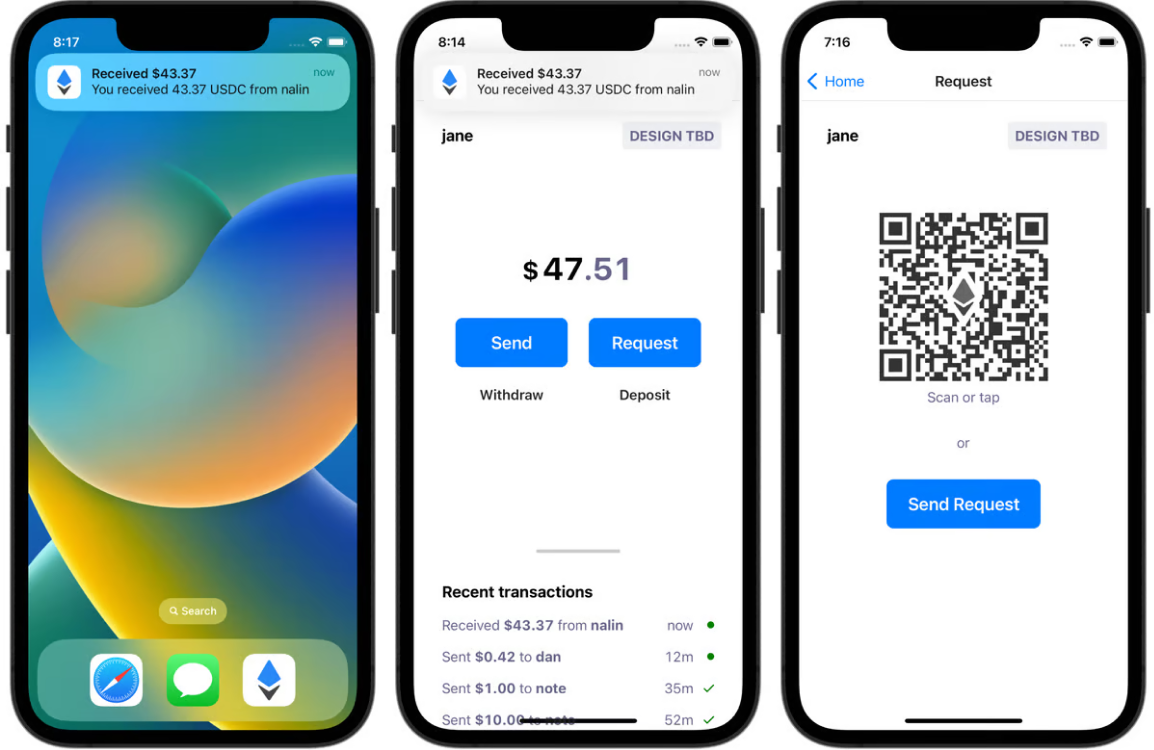 8:17
Received $43.37
now
You received 43.37 USDC from nalin
Search
8:14
Received $43.37
now
You received 43.37 USDC from nalin
jane
DESIGN TBD
$47.51
Send
Request
Withdraw
Deposit
Recent transactions
Received $43.37 from nalin
now
Sent $0.42 to dan
12m
Sent $1.00 to note
35m
Sent $10.00 to note
52m
7:16
Home
Request
jane
DESIGN TBD
Scan or tap
or
Send Request